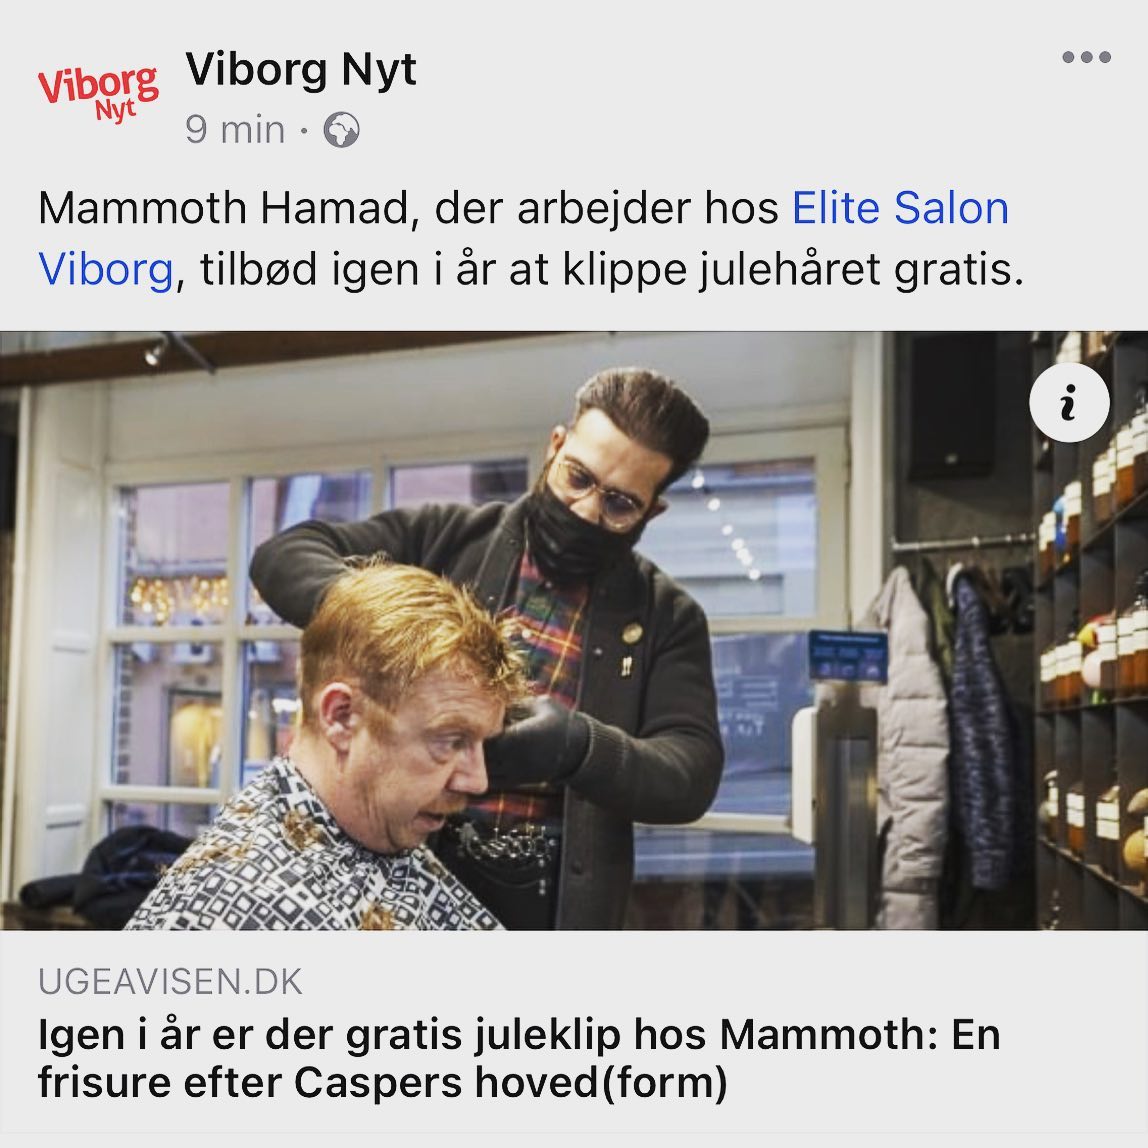 Viborg
Nyt
Viborg Nyt
9 min ·
Mammoth Hamad, der arbejder hos Elite Salon
Viborg, tilbød igen i år at klippe julehåret gratis.
i
UGEAVISEN.DK
Igen i år er der gratis juleklip hos Mammoth: En
frisure efter Caspers hoved(form)